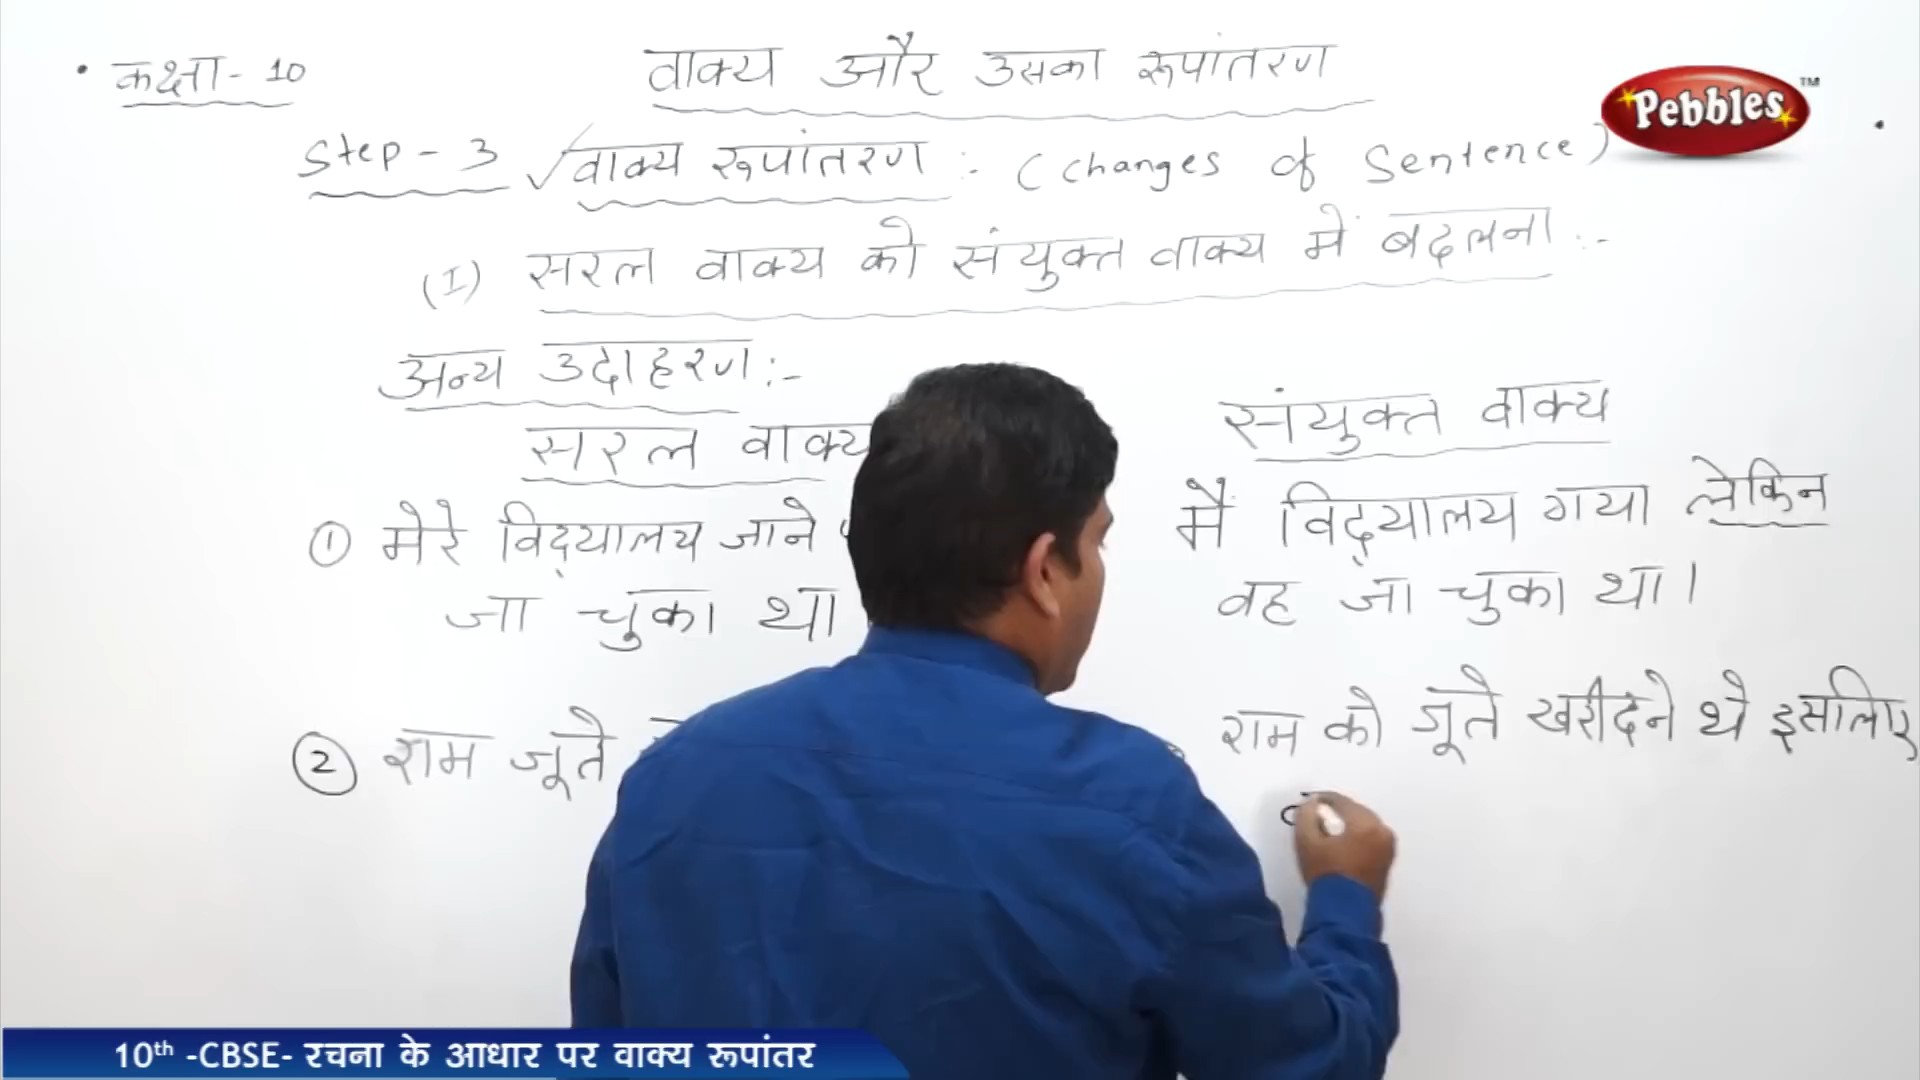 • कक्षा - 10
वाक्य और उसका रूपांतरण
Pebbles™
Step - 3 √वाक्य रूपांतरण :- (Changes of Sentence)
(I) सरल वाक्य को संयुक्त वाक्य में बदलना :-
अन्य उदाहरण :-
सरल वाक्य
संयुक्त वाक्य
① मेरे विद्यालय जाने
मैं विद्यालय गया लेकिन
जा चुका था
वह जा चुका था।
② राम जूते
राम को जूते खरीदने थे इसलिए
10th -CBSE- रचना के आधार पर वाक्य रूपांतर